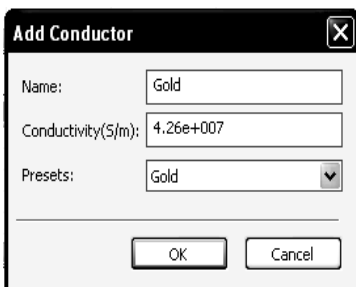 Add Conductor
Name: Gold
Conductivity(S/m): 4.26e+007
Presets: Gold
OK Cancel